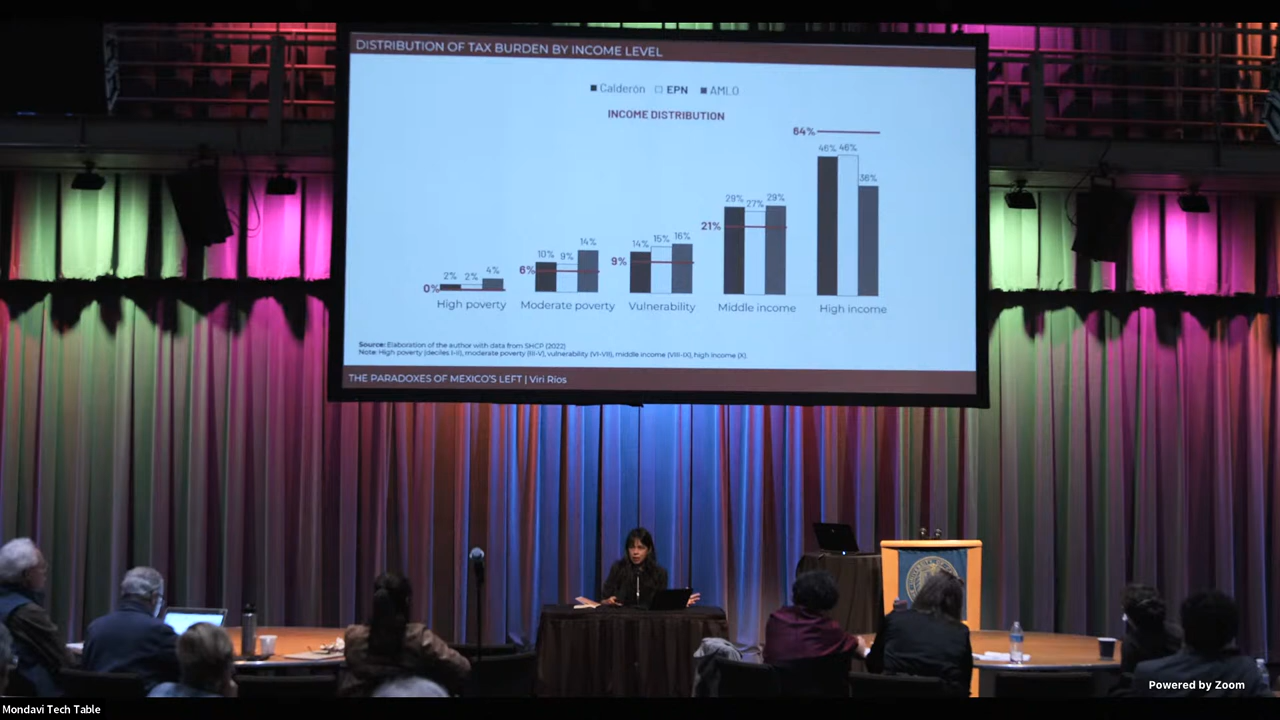 DISTRIBUTION OF TAX BURDEN BY INCOME LEVEL
Calderón EPN AMLO
INCOME DISTRIBUTION
64%
46% 46%
36%
29% 27% 29%
21%
14% 15% 16%
9%
10% 9% 14%
6%
2% 2% 4%
0%
High poverty Moderate poverty Vulnerability Middle income High income
Source: Elaboration of the author with data from SHCP (2022)
Note: High poverty (deciles I-II), moderate poverty (III-V), vulnerability (VI-VII), middle income (VIII-IX), high income (X).
THE PARADOXES OF MEXICO'S LEFT | Viri Ríos
Powered by Zoom
Mondavi Tech Table